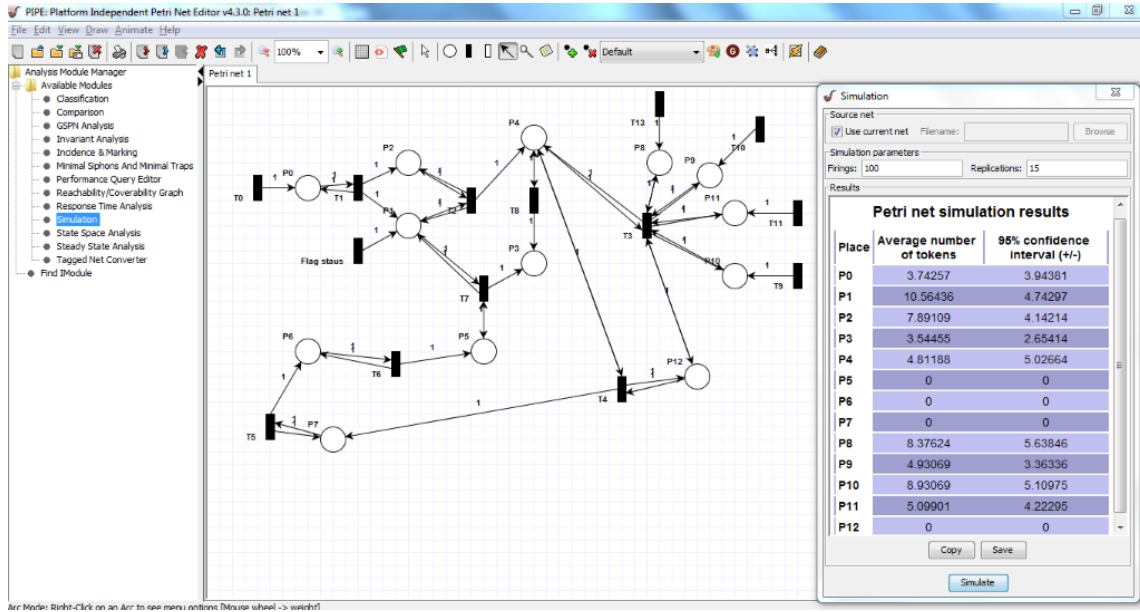 PIPE: Platform Independent Petri Net Editor v4.3.0: Petri net 1
File Edit View Draw Animate Help
100%
Default
Analysis Module Manager
Available Modules
Classification
Comparison
GSPN Analysis
Invariant Analysis
Incidence & Marking
Minimal Siphons And Minimal Traps
Performance Query Editor
Reachability/Coverability Graph
Response Time Analysis
Simulation
State Space Analysis
Steady State Analysis
Tagged Net Converter
Find IModule
Petri net 1
P4
T13 1
P8
P9
1
T10
P2
P0
1
1
T0
T1
P1
T2
T8
P11
1
T11
T3
P3
P10
1
T9
Flag staus
1
T7
P5
P6
1
T6
P12
T4
1
T5
P7
Simulation
Source net
Use current net Filename: Browse
Simulation parameters
Firings: 100 Replications: 15
Results
Petri net simulation results
Place Average number of tokens 95% confidence interval (+/-)
P0 3.74257 3.94381
P1 10.56436 4.74297
P2 7.89109 4.14214
P3 3.54455 2.65414
P4 4.81188 5.02664
P5 0 0
P6 0 0
P7 0 0
P8 8.37624 5.63846
P9 4.93069 3.36336
P10 8.93069 5.10975
P11 5.09901 4.22295
P12 0 0
Copy Save
Simulate
Arc Mode: Right-Click on an Arc to see menu options [Mouse wheel -> weight]